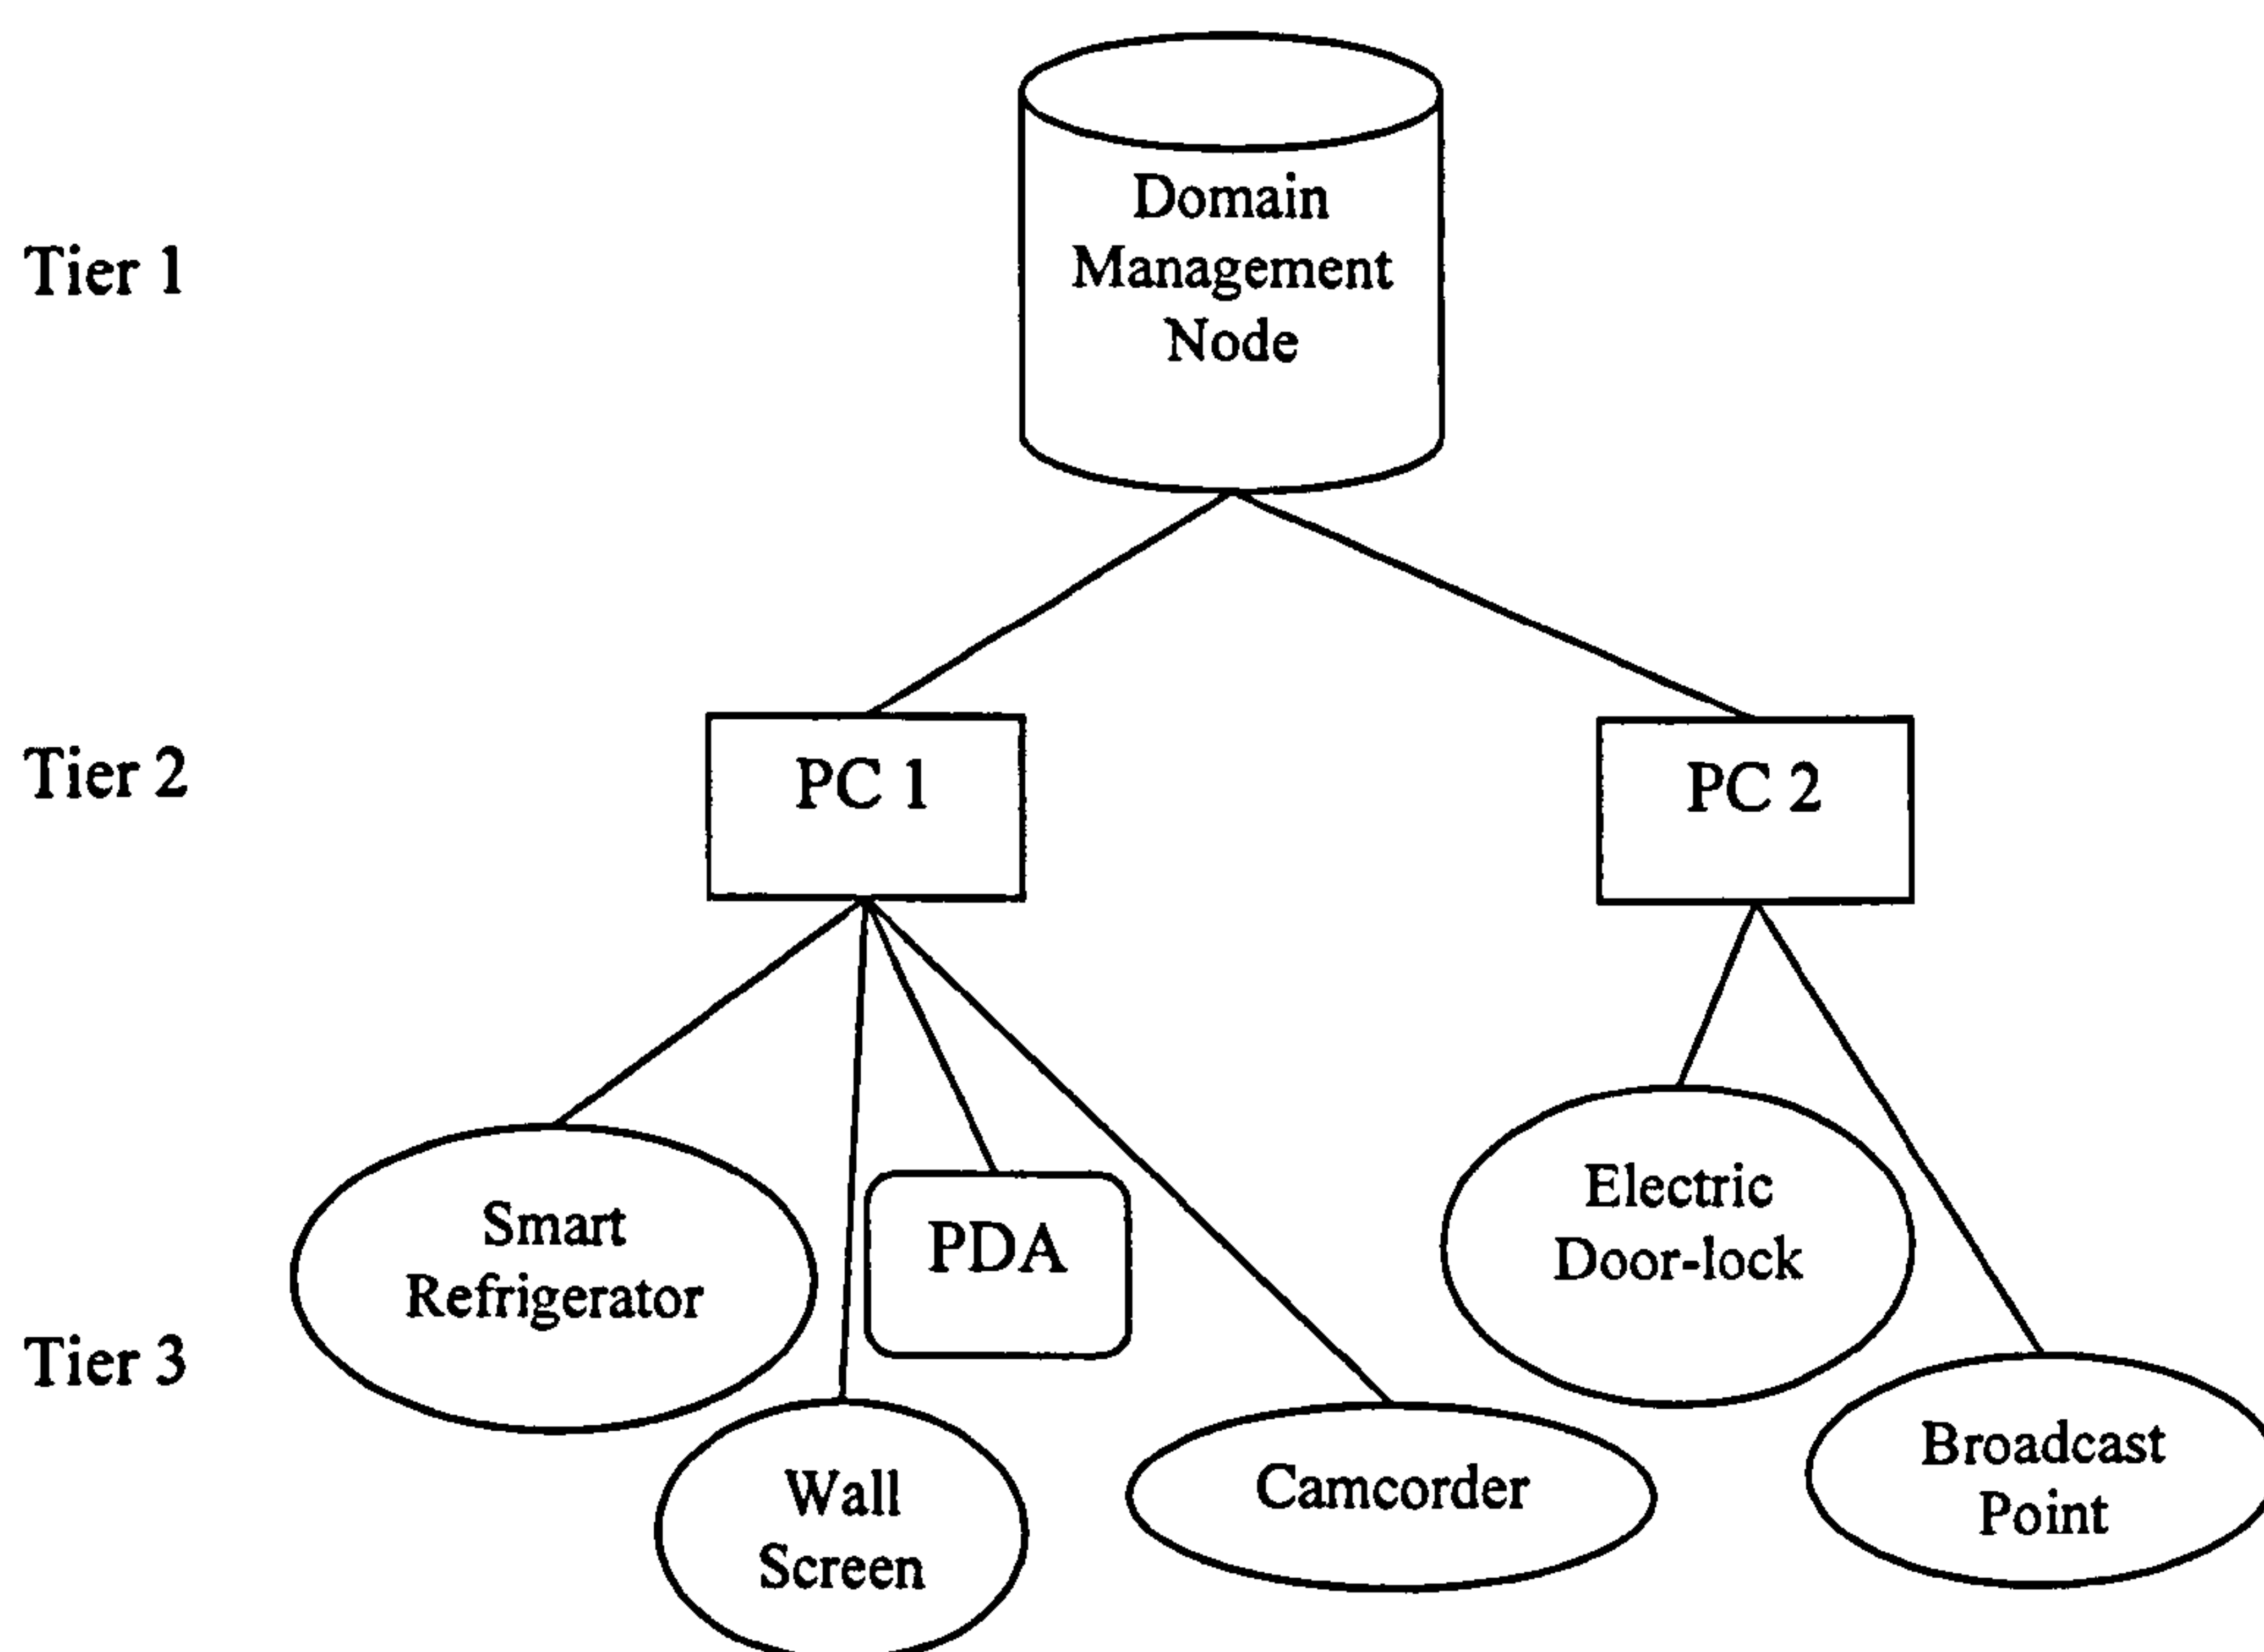 Tier 1
Domain
Management
Node
Tier 2
PC 1
PC 2
Tier 3
Smart
Refrigerator
PDA
Electric
Door-lock
Wall
Screen
Camcorder
Broadcast
Point